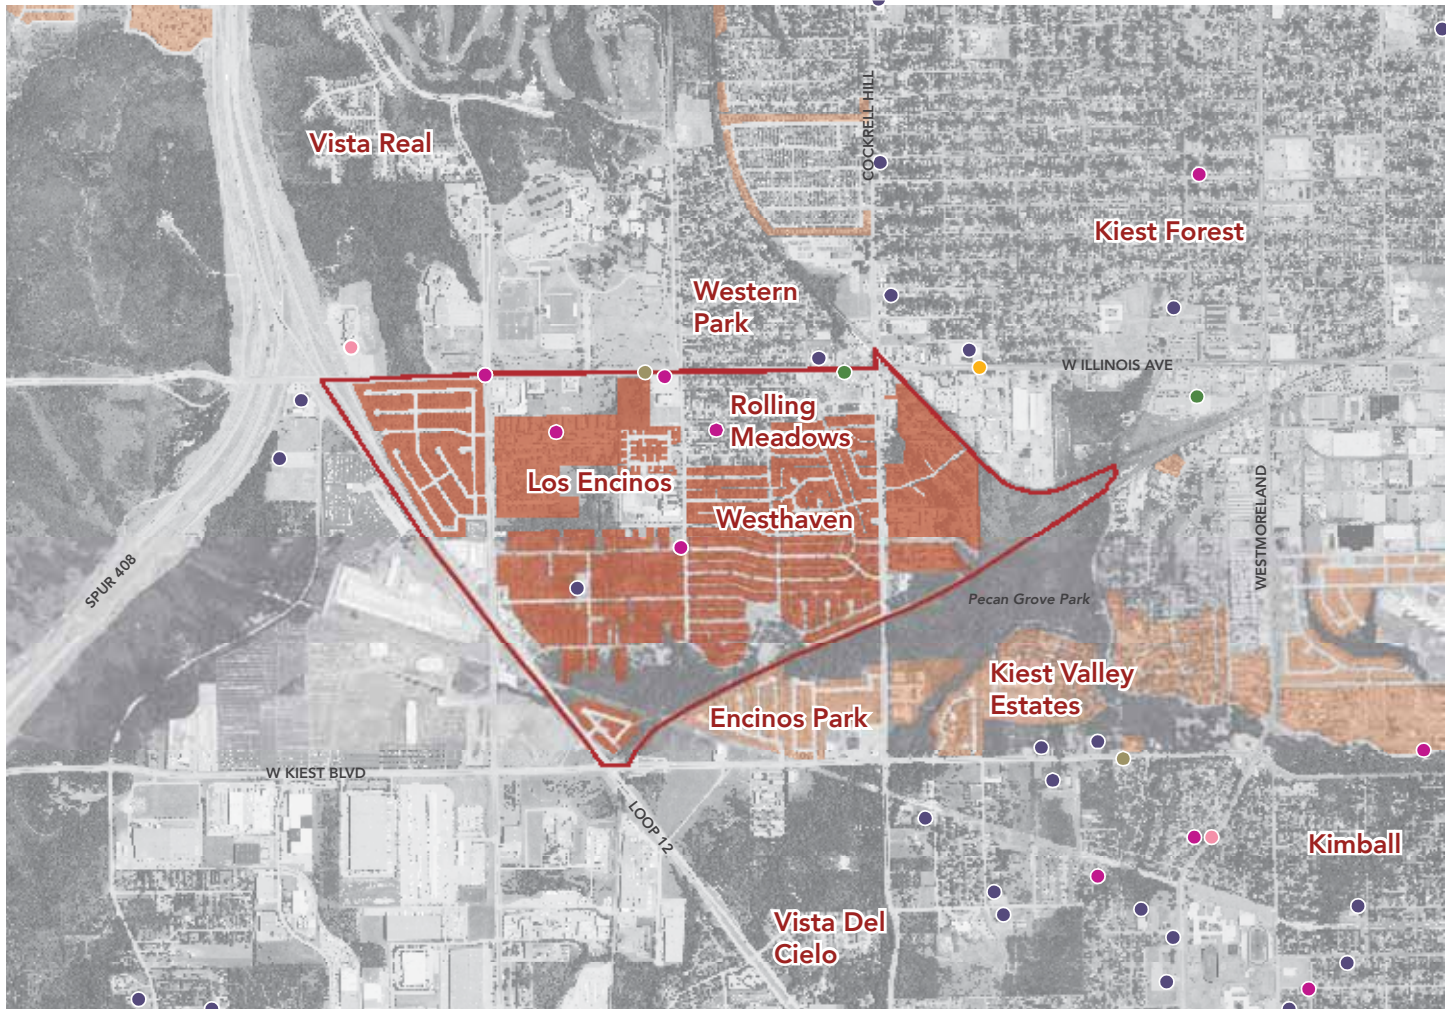 Vista Real
COCKRELL HILL
Kiest Forest
Western
Park
W ILLINOIS AVE
Rolling
Meadows
Los Encinos
Westhaven
WESTMORELAND
SPUR 408
Pecan Grove Park
Kiest Valley
Estates
Encinos Park
W KIEST BLVD
LOOP 12
Kimball
Vista Del
Cielo